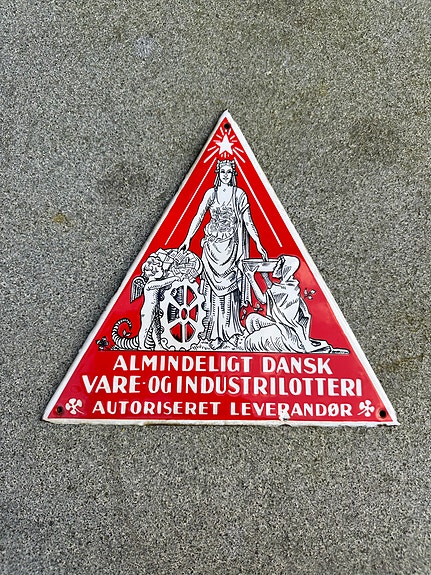 ALMINDELIGT DANSK
VARE-OG INDUSTRILOTTERI
AUTORISERET LEVERANDØR